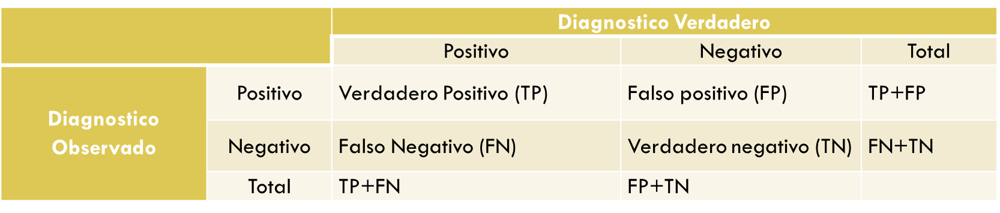 Diagnostico Verdadero
Positivo Negativo Total
Diagnostico
Observado
Positivo Verdadero Positivo (TP) Falso positivo (FP) TP+FP
Negativo Falso Negativo (FN) Verdadero negativo (TN) FN+TN
Total TP+FN FP+TN